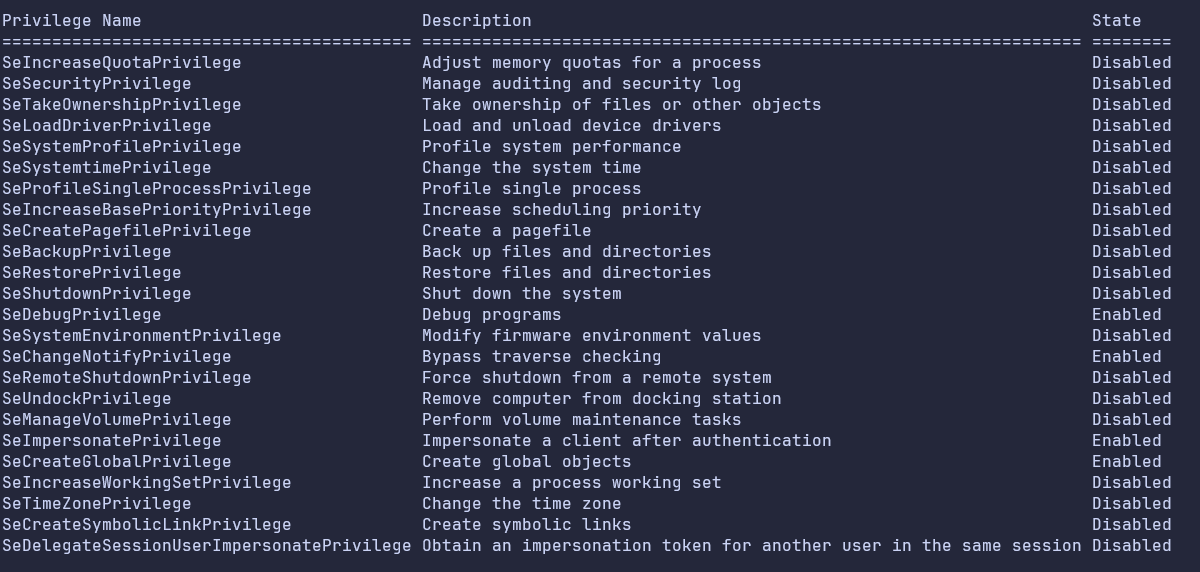 Privilege Name                            Description                                                        State
========================================= ================================================================== ========
SeIncreaseQuotaPrivilege                  Adjust memory quotas for a process                                 Disabled
SeSecurityPrivilege                       Manage auditing and security log                                   Disabled
SeTakeOwnershipPrivilege                  Take ownership of files or other objects                           Disabled
SeLoadDriverPrivilege                     Load and unload device drivers                                     Disabled
SeSystemProfilePrivilege                  Profile system performance                                         Disabled
SeSystemtimePrivilege                     Change the system time                                             Disabled
SeProfileSingleProcessPrivilege           Profile single process                                             Disabled
SeIncreaseBasePriorityPrivilege           Increase scheduling priority                                       Disabled
SeCreatePagefilePrivilege                 Create a pagefile                                                  Disabled
SeBackupPrivilege                         Back up files and directories                                      Disabled
SeRestorePrivilege                        Restore files and directories                                      Disabled
SeShutdownPrivilege                       Shut down the system                                               Disabled
SeDebugPrivilege                          Debug programs                                                     Enabled
SeSystemEnvironmentPrivilege              Modify firmware environment values                                 Disabled
SeChangeNotifyPrivilege                   Bypass traverse checking                                           Enabled
SeRemoteShutdownPrivilege                 Force shutdown from a remote system                                Disabled
SeUndockPrivilege                         Remove computer from docking station                               Disabled
SeManageVolumePrivilege                   Perform volume maintenance tasks                                   Disabled
SeImpersonatePrivilege                    Impersonate a client after authentication                          Enabled
SeCreateGlobalPrivilege                   Create global objects                                              Enabled
SeIncreaseWorkingSetPrivilege             Increase a process working set                                     Disabled
SeTimeZonePrivilege                       Change the time zone                                               Disabled
SeCreateSymbolicLinkPrivilege             Create symbolic links                                              Disabled
SeDelegateSessionUserImpersonatePrivilege Obtain an impersonation token for another user in the same session Disabled